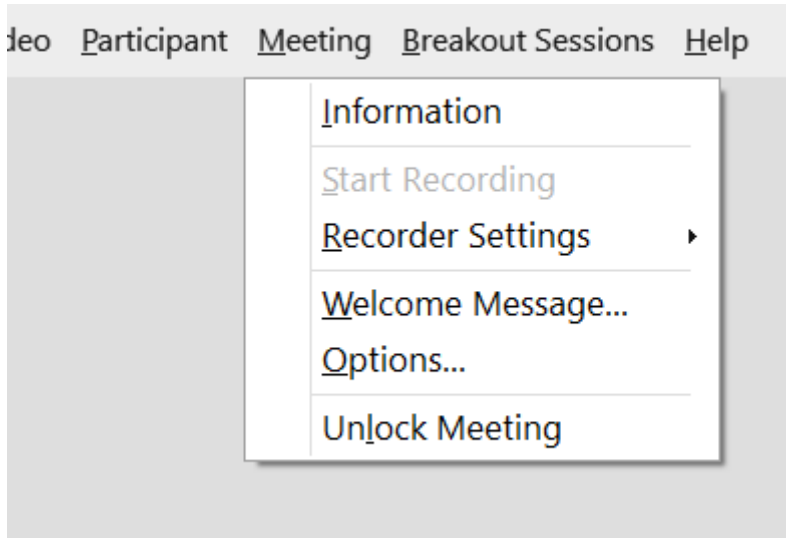 deo Participant Meeting Breakout Sessions Help
Information
Start Recording
Recorder Settings
Welcome Message...
Options...
Unlock Meeting